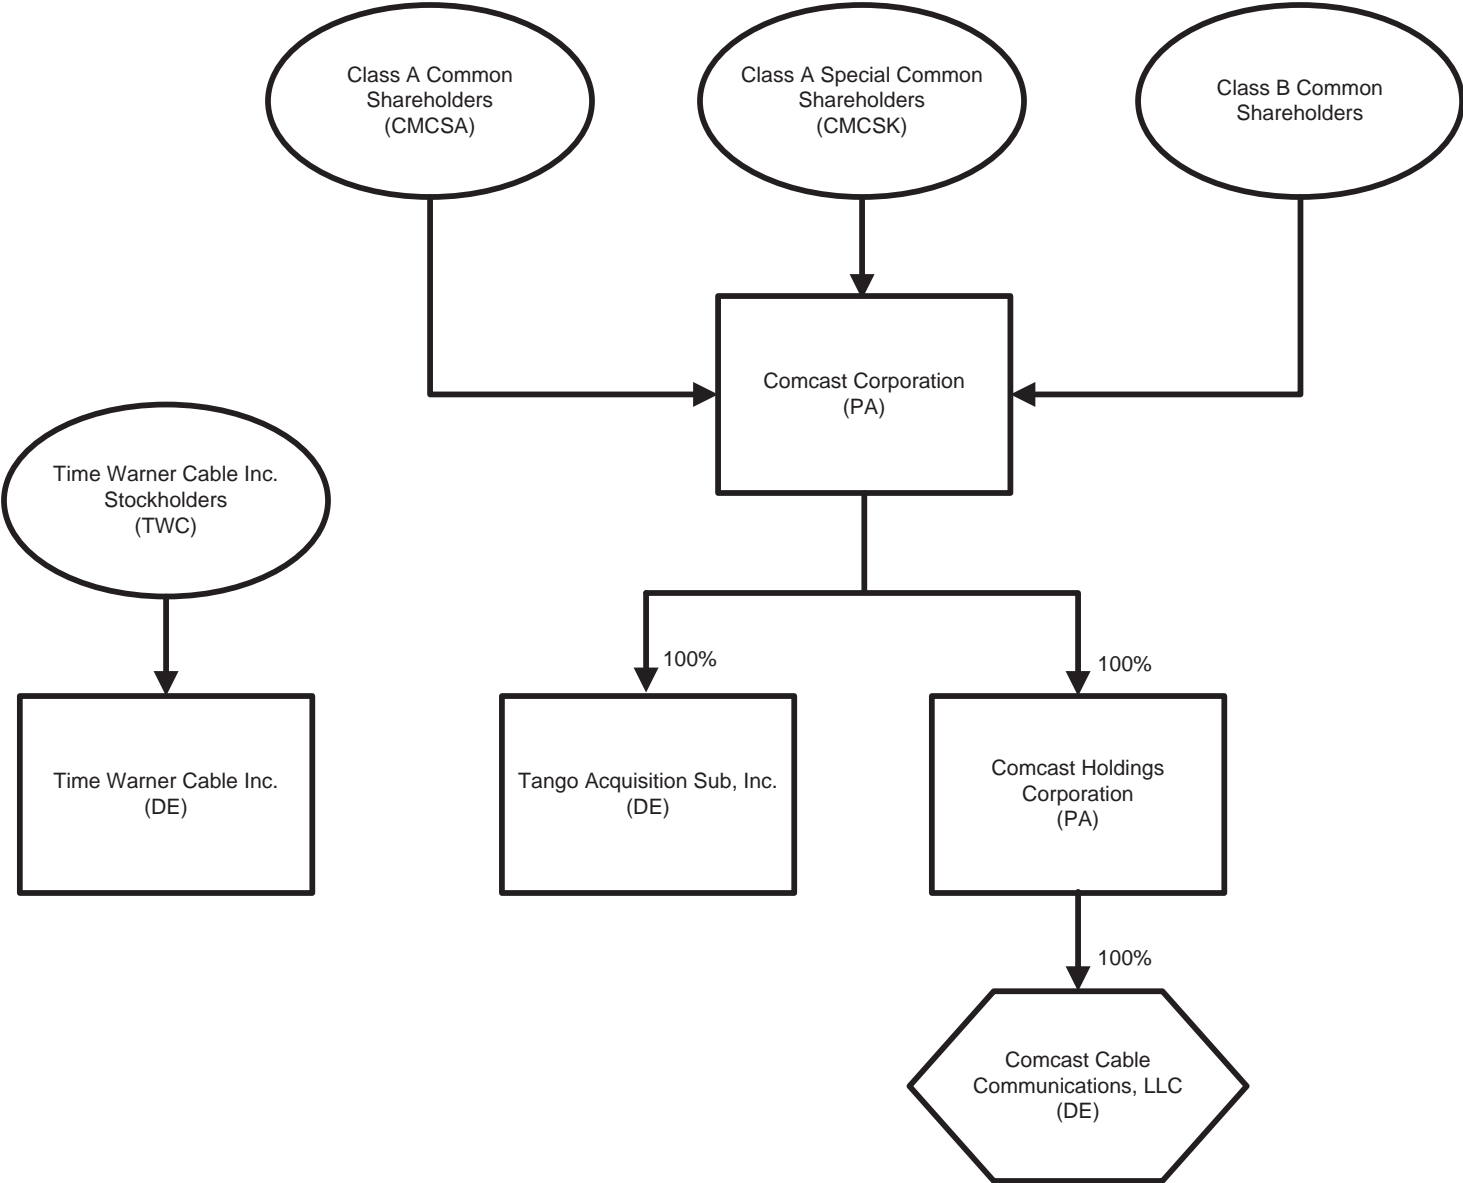 Class A Common
Shareholders
(CMCSA)
Class A Special Common
Shareholders
(CMCSK)
Class B Common
Shareholders
Comcast Corporation
(PA)
Time Warner Cable Inc.
Stockholders
(TWC)
100%
100%
Time Warner Cable Inc.
(DE)
Tango Acquisition Sub, Inc.
(DE)
Comcast Holdings
Corporation
(PA)
100%
Comcast Cable
Communications, LLC
(DE)